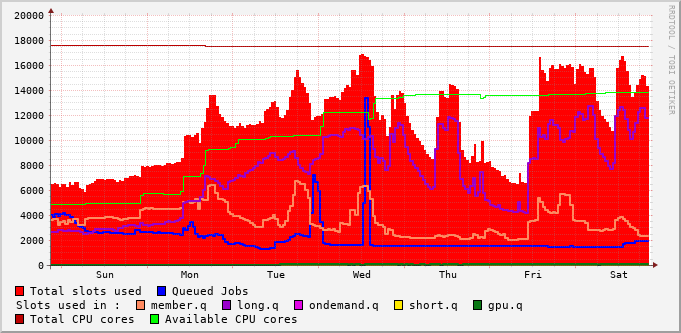 20000
18000
16000
14000
12000
10000
8000
6000
4000
2000
0
Sun Mon Tue Wed Thu Fri Sat
RRDTOOL / TOBI OETIKER
Total slots used Queued Jobs
Slots used in : member.q long.q ondemand.q short.q gpu.q
Total CPU cores Available CPU cores